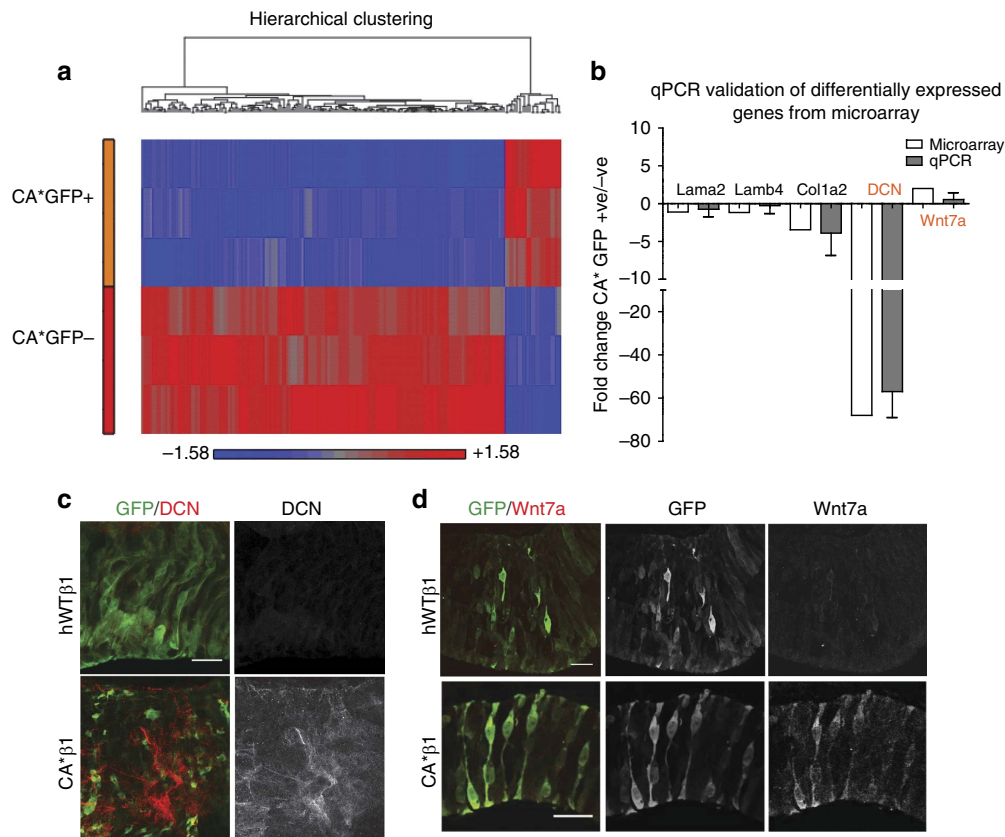 Hierarchical clustering
a
CA*GFP+
CA*GFP−
−1.58
+1.58
b
qPCR validation of differentially expressed
genes from microarray
Fold change CA* GFP +ve/−ve
10
5
0
−5
−10
−20
−40
−60
−80
Microarray
qPCR
Lama2
Lamb4
Col1a2
DCN
Wnt7a
c
GFP/DCN
DCN
hWTβ1
CA*β1
d
GFP/Wnt7a
GFP
Wnt7a
hWTβ1
CA*β1